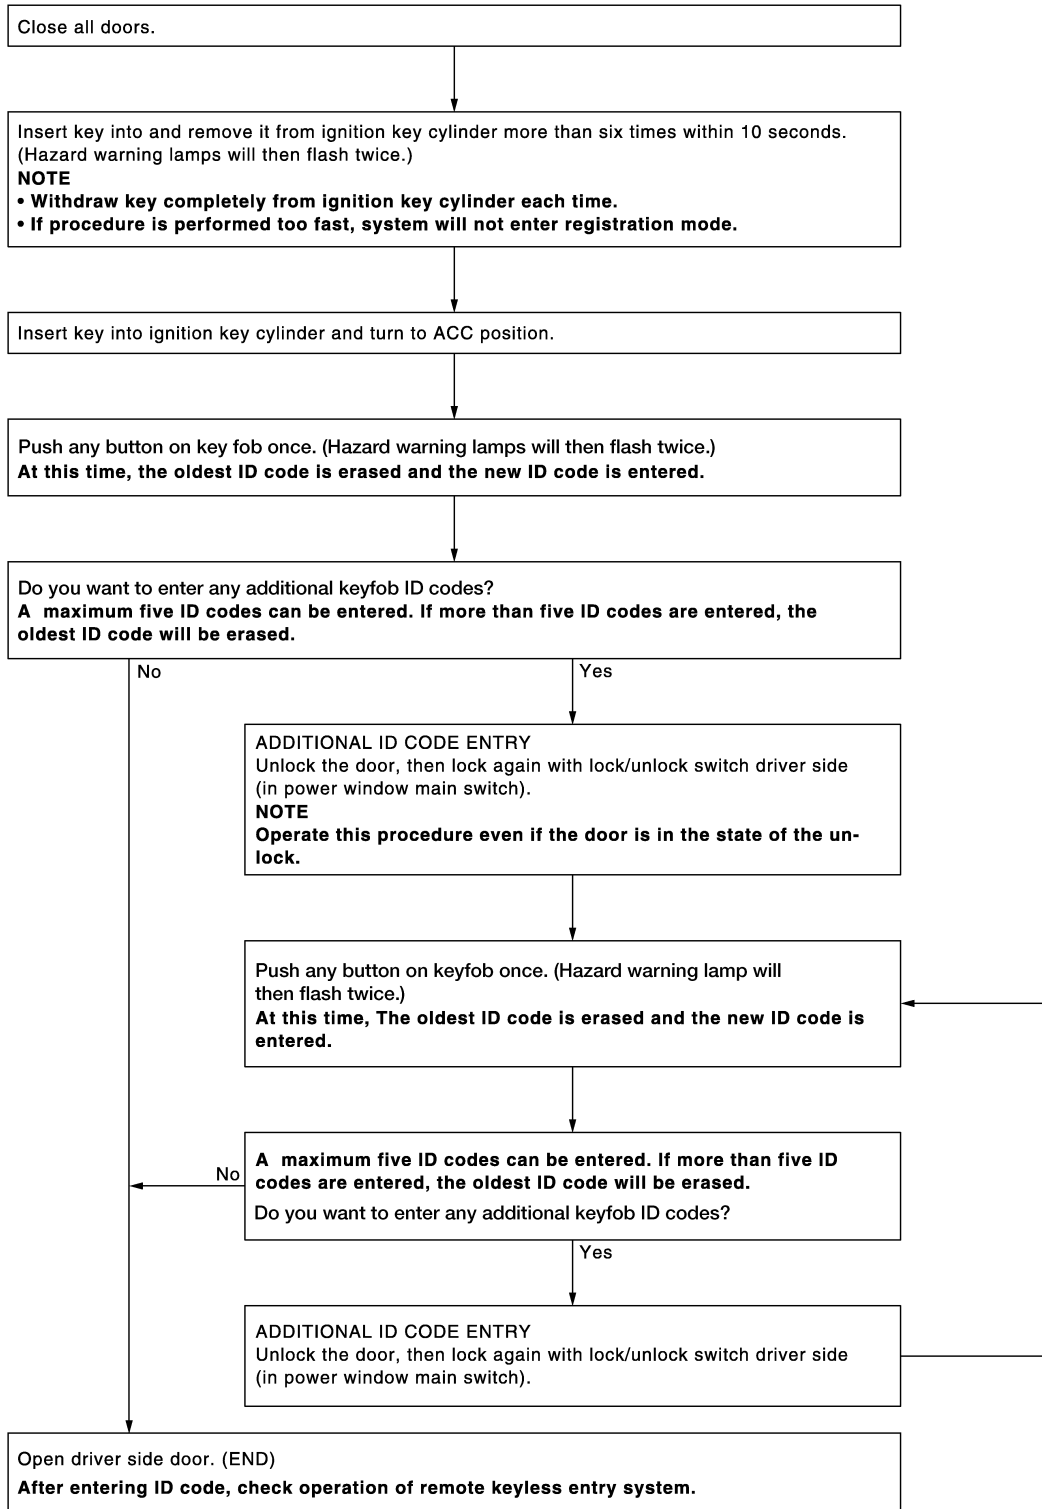 Close all doors.
Insert key into and remove it from ignition key cylinder more than six times within 10 seconds.
(Hazard warning lamps will then flash twice.)
NOTE
• Withdraw key completely from ignition key cylinder each time.
• If procedure is performed too fast, system will not enter registration mode.
Insert key into ignition key cylinder and turn to ACC position.
Push any button on key fob once. (Hazard warning lamps will then flash twice.)
At this time, the oldest ID code is erased and the new ID code is entered.
Do you want to enter any additional keyfob ID codes?
A maximum five ID codes can be entered. If more than five ID codes are entered, the
oldest ID code will be erased.
No
Yes
ADDITIONAL ID CODE ENTRY
Unlock the door, then lock again with lock/unlock switch driver side
(in power window main switch).
NOTE
Operate this procedure even if the door is in the state of the un-
lock.
Push any button on keyfob once. (Hazard warning lamp will
then flash twice.)
At this time, The oldest ID code is erased and the new ID code is
entered.
No
A maximum five ID codes can be entered. If more than five ID
codes are entered, the oldest ID code will be erased.
Do you want to enter any additional keyfob ID codes?
Yes
ADDITIONAL ID CODE ENTRY
Unlock the door, then lock again with lock/unlock switch driver side
(in power window main switch).
Open driver side door. (END)
After entering ID code, check operation of remote keyless entry system.